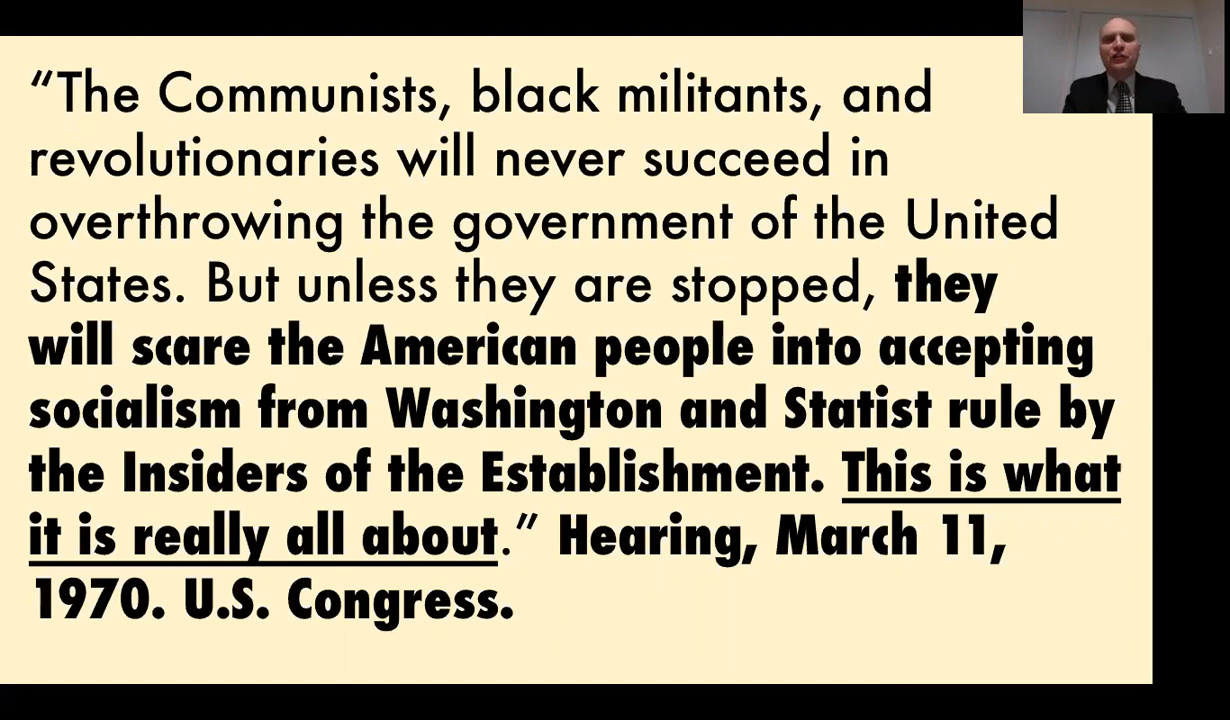 “The Communists, black militants, and
revolutionaries will never succeed in
overthrowing the government of the United
States. But unless they are stopped, they
will scare the American people into accepting
socialism from Washington and Statist rule by
the Insiders of the Establishment. This is what
it is really all about.” Hearing, March 11,
1970. U.S. Congress.